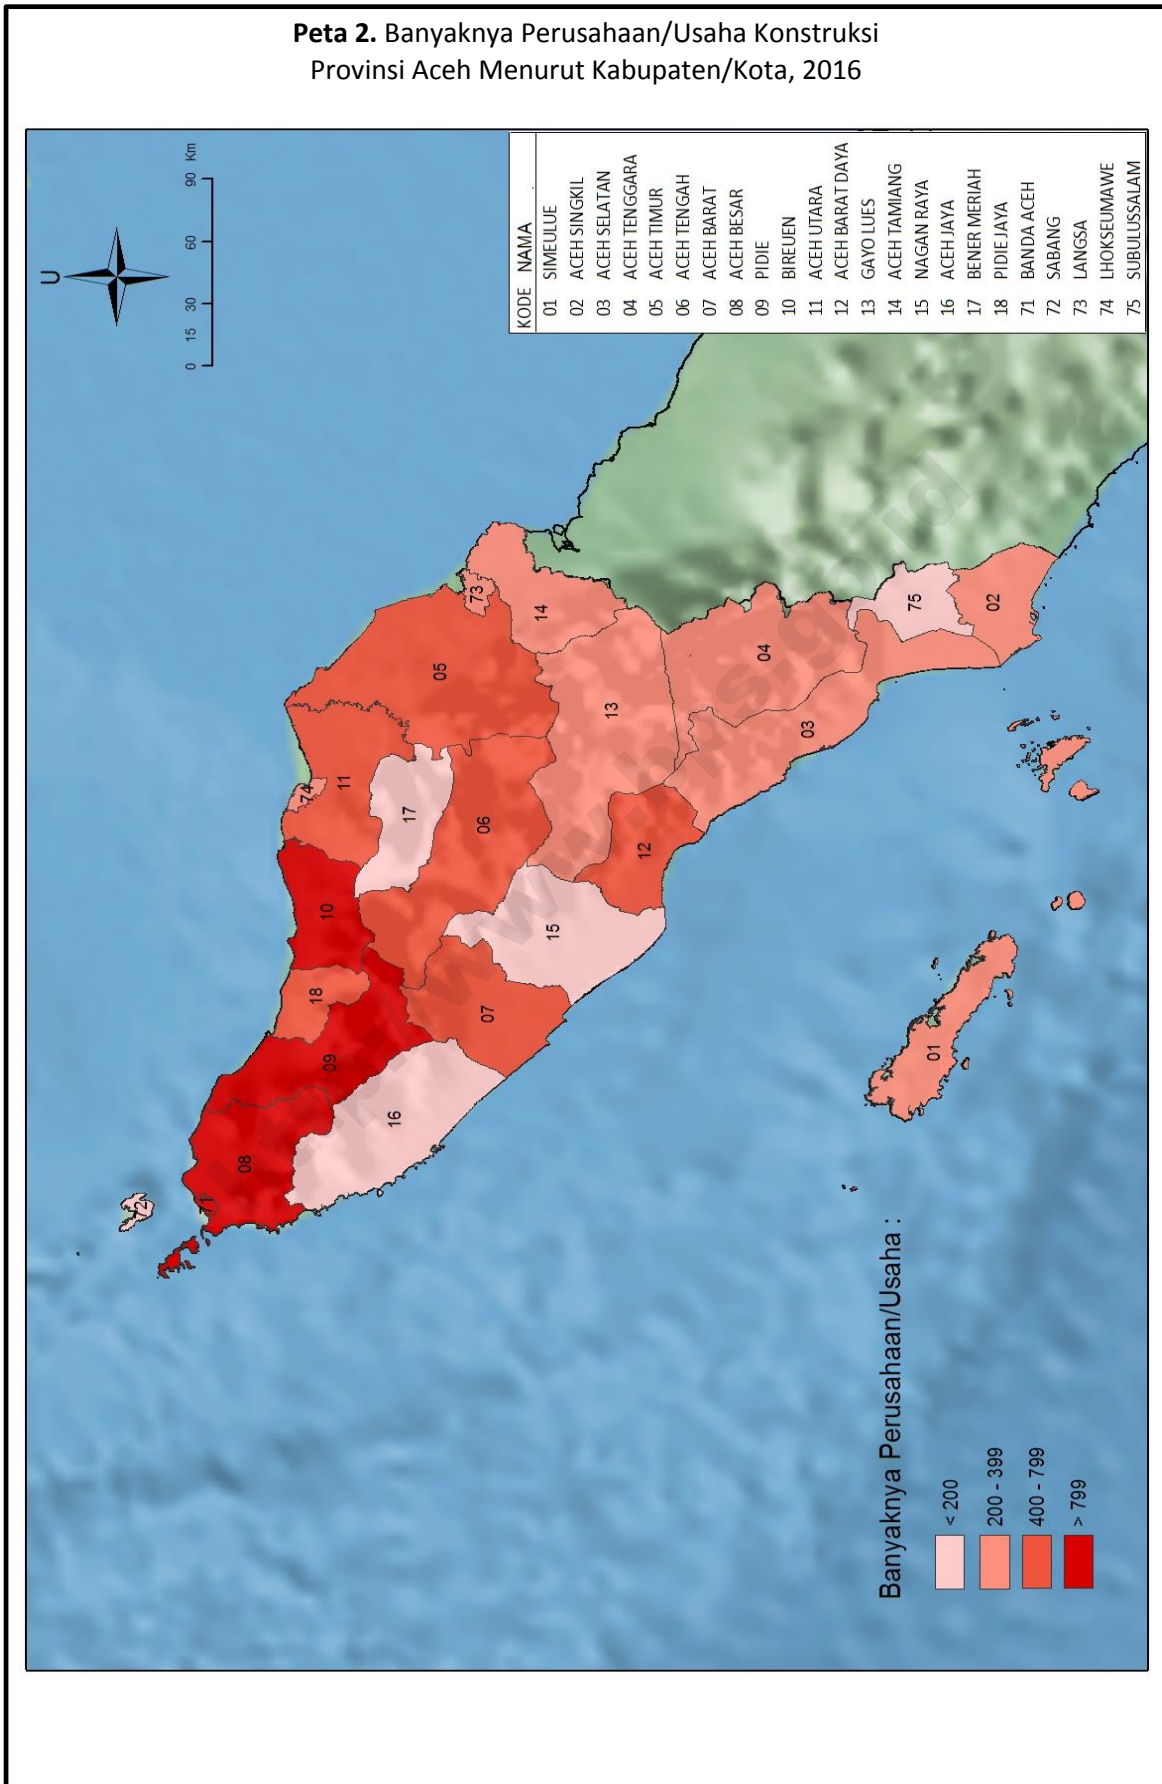 Peta 2. Banyaknya Perusahaan/Usaha Konstruksi
Provinsi Aceh Menurut Kabupaten/Kota, 2016
U
0 15 30 60 90 Km
KODE NAMA
01 SIMEULUE
02 ACEH SINGKIL
03 ACEH SELATAN
04 ACEH TENGGARA
05 ACEH TIMUR
06 ACEH TENGAH
07 ACEH BARAT
08 ACEH BESAR
09 PIDIE
10 BIREUEN
11 ACEH UTARA
12 ACEH BARAT DAYA
13 GAYO LUES
14 ACEH TAMIANG
15 NAGAN RAYA
16 ACEH JAYA
17 BENER MERIAH
18 PIDIE JAYA
71 BANDA ACEH
72 SABANG
73 LANGSA
74 LHOKSEUMAWE
75 SUBULUSSALAM
72
71
08
09
18
10
74
11
05
73
14
17
06
16
07
15
13
12
04
03
75
02
01
Banyaknya Perusahaan/Usaha :
< 200
200 - 399
400 - 799
> 799